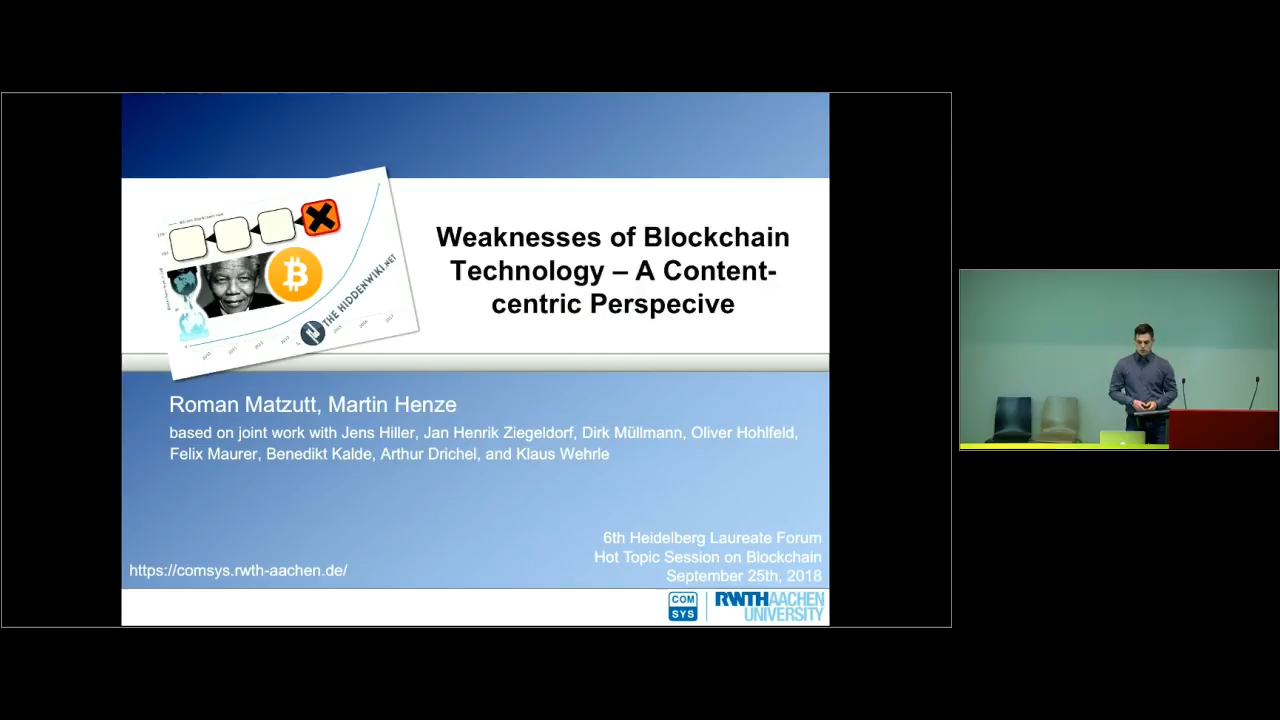 THE HIDDENWIKI.NET
Weaknesses of Blockchain
Technology – A Content-
centric Perspecive
Roman Matzutt, Martin Henze
based on joint work with Jens Hiller, Jan Henrik Ziegeldorf, Dirk Müllmann, Oliver Hohlfeld,
Felix Maurer, Benedikt Kalde, Arthur Drichel, and Klaus Wehrle
6th Heidelberg Laureate Forum
Hot Topic Session on Blockchain
https://comsys.rwth-aachen.de/
September 25th, 2018
COM
SYS
RWTHAACHEN
UNIVERSITY